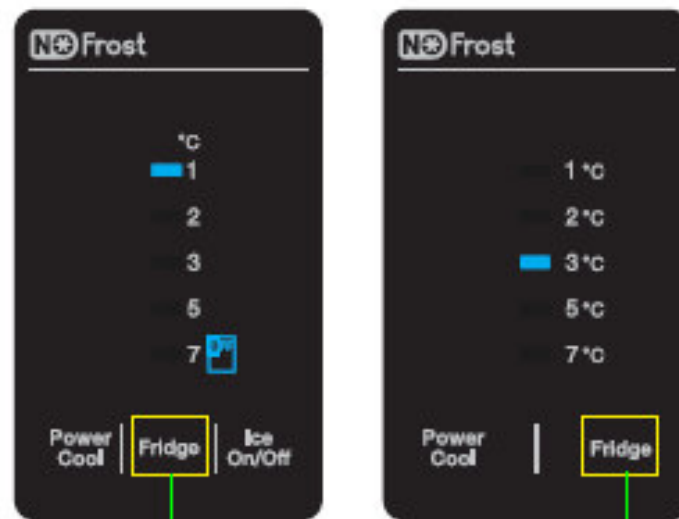 NO Frost
°C
1
2
3
5
7
Power Cool
Fridge
Ice On/Off
NO Frost
1 °C
2 °C
3 °C
5 °C
7 °C
Power Cool
Fridge